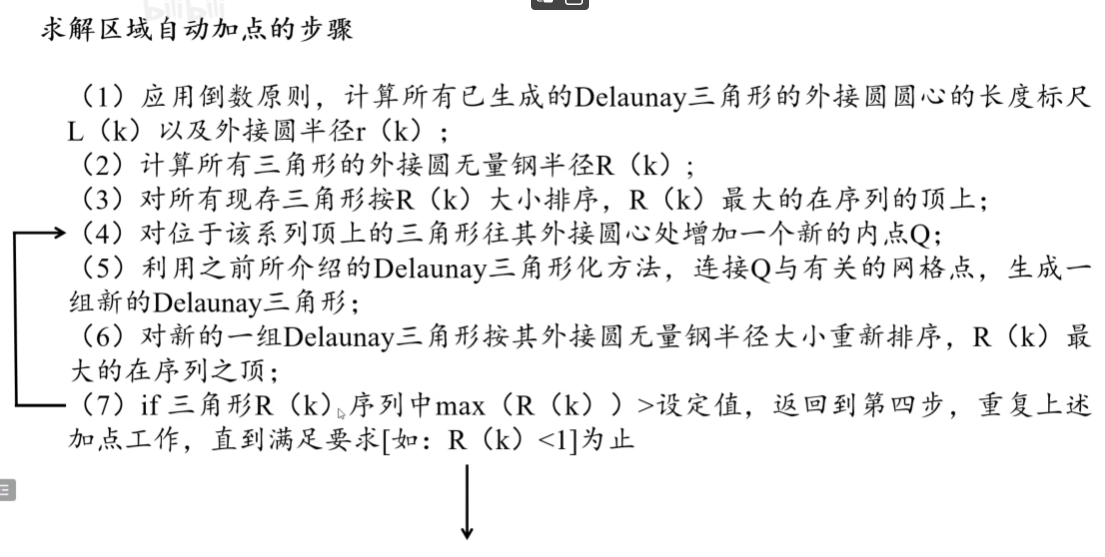 bilibili
求解区域自动加点的步骤
（1）应用倒数原则，计算所有已生成的Delaunay三角形的外接圆圆心的长度标尺
L（k）以及外接圆半径r（k）；
（2）计算所有三角形的外接圆无量钢半径R（k）；
（3）对所有现存三角形按R（k）大小排序，R（k）最大的在序列的顶上；
（4）对位于该系列顶上的三角形往其外接圆心处增加一个新的内点Q；
（5）利用之前所介绍的Delaunay三角形化方法，连接Q与有关的网格点，生成一
组新的Delaunay三角形；
（6）对新的一组Delaunay三角形按其外接圆无量钢半径大小重新排序，R（k）最
大的在序列之顶；
（7）if 三角形R（k）序列中max（R（k））>设定值，返回到第四步，重复上述
加点工作，直到满足要求[如：R（k）<1]为止